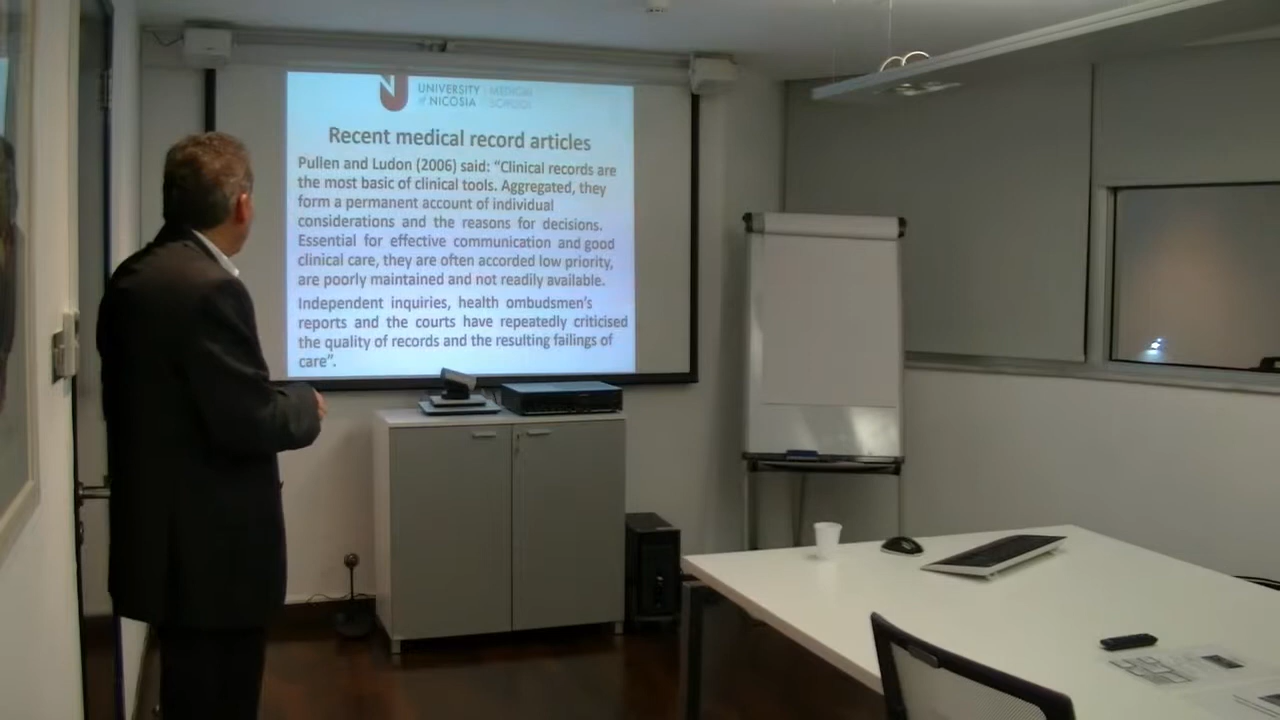 UNIVERSITY of NICOSIA
MEDICAL SCHOOL
Recent medical record articles
Pullen and Ludon (2006) said: “Clinical records are
the most basic of clinical tools. Aggregated, they
form a permanent account of individual
considerations and the reasons for decisions.
Essential for effective communication and good
clinical care, they are often accorded low priority,
are poorly maintained and not readily available.
Independent inquiries, health ombudsmen’s
reports and the courts have repeatedly criticised
the quality of records and the resulting failings of
care”.